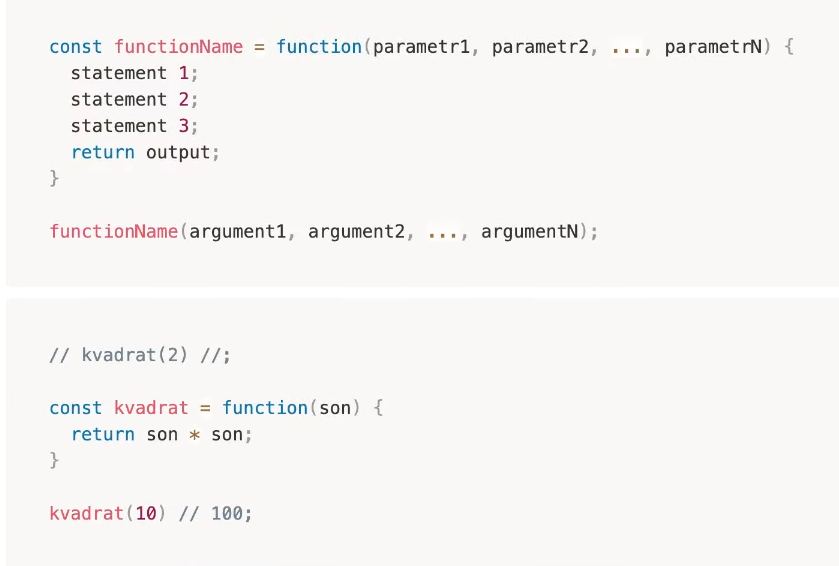 const functionName = function(parametr1, parametr2, ..., parametrN) {
  statement 1;
  statement 2;
  statement 3;
  return output;
}
functionName(argument1, argument2, ..., argumentN);
// kvadrat(2) //;
const kvadrat = function(son) {
  return son * son;
}
kvadrat(10) // 100;